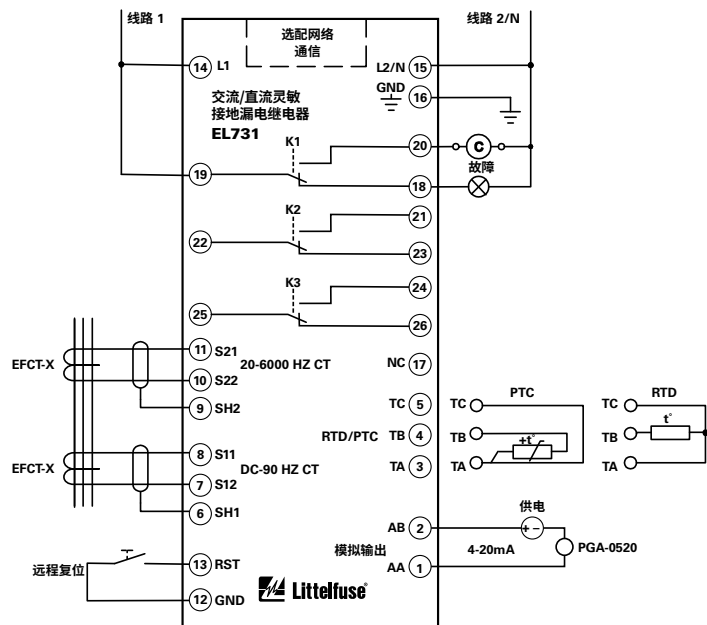 线路 1
线路 2/N
选配网络
通信
14 L1
L2/N 15
GND 16
交流/直流灵敏
接地漏电继电器
EL731
K1
20
C
故障
19
18
K2
21
22
23
K3
24
25
26
EFCT-X
11 S21
20-6000 HZ CT
10 S22
9 SH2
NC 17
TC 5
RTD/PTC
TB 4
TA 3
PTC
TC
TB
TA
+t°
RTD
TC
TB
TA
t°
EFCT-X
8 S11
DC-90 HZ CT
7 S12
6 SH1
AB 2
供电
+ −
模拟输出
4-20mA
PGA-0520
AA 1
远程复位
13 RST
12 GND
Littelfuse®